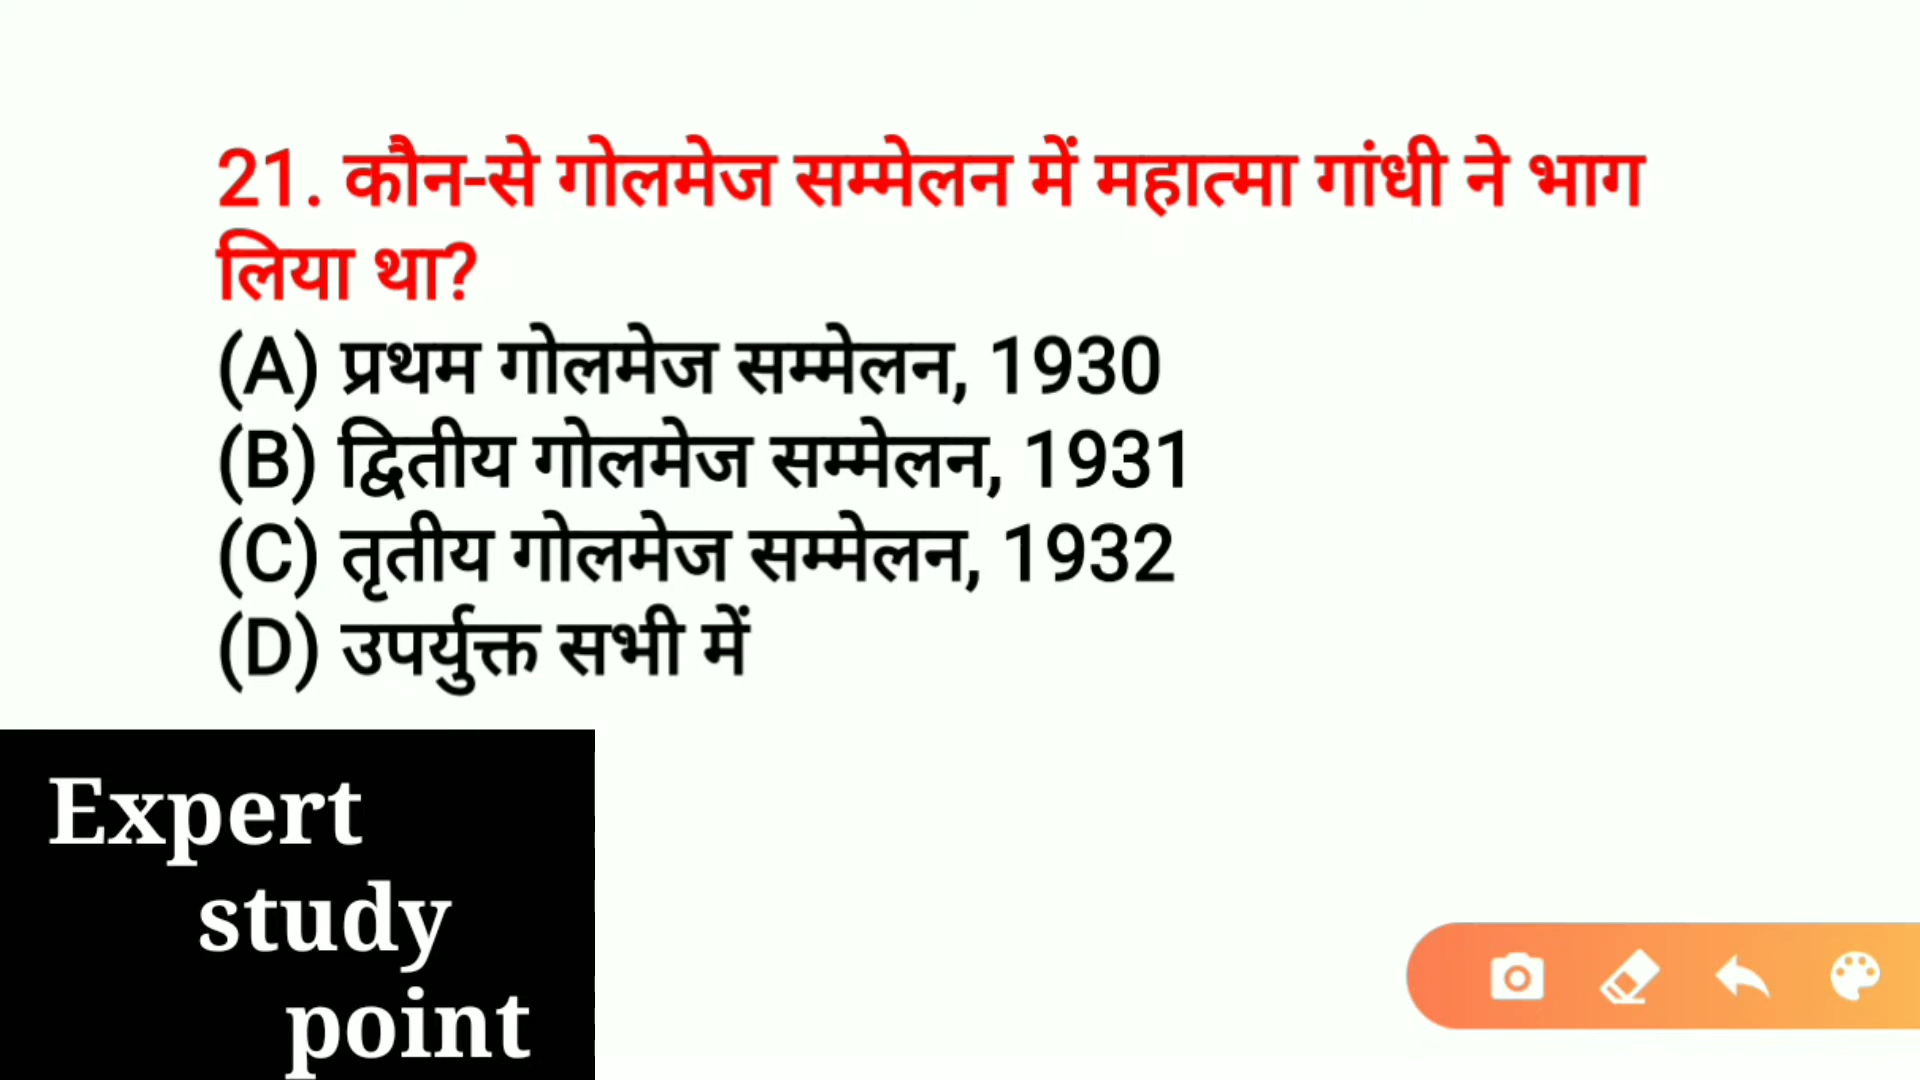 21. कौन-से गोलमेज सम्मेलन में महात्मा गांधी ने भाग
लिया था?
(A) प्रथम गोलमेज सम्मेलन, 1930
(B) द्वितीय गोलमेज सम्मेलन, 1931
(C) तृतीय गोलमेज सम्मेलन, 1932
(D) उपर्युक्त सभी में
Expert
study
point